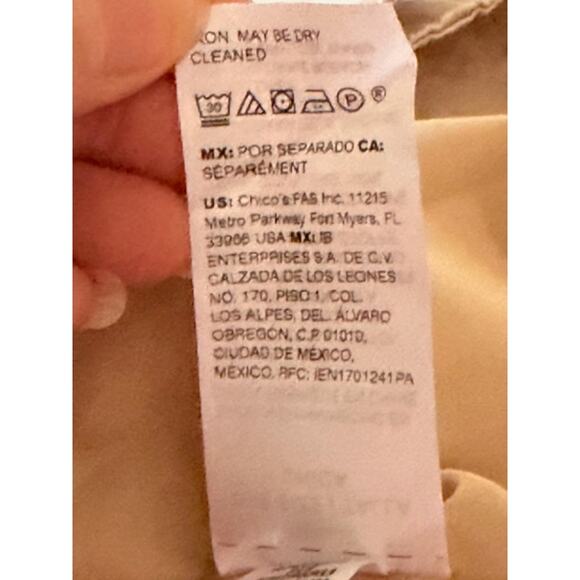 IRON. MAY BE DRY
CLEANED
30 P ®
MX: POR SEPARADO CA:
SÉPARÉMENT
US: Chico's FAS Inc. 11215
Metro Parkway Fort Myers, FL
33966 USA MX: IB
ENTERPRISES S.A. DE C.V.
CALZADA DE LOS LEONES
NO. 170, PISO 1, COL.
LOS ALPES, DEL. ÁLVARO
OBREGON, C.P. 01010,
CIUDAD DE MÉXICO,
MÉXICO. RFC: IEN1701241PA